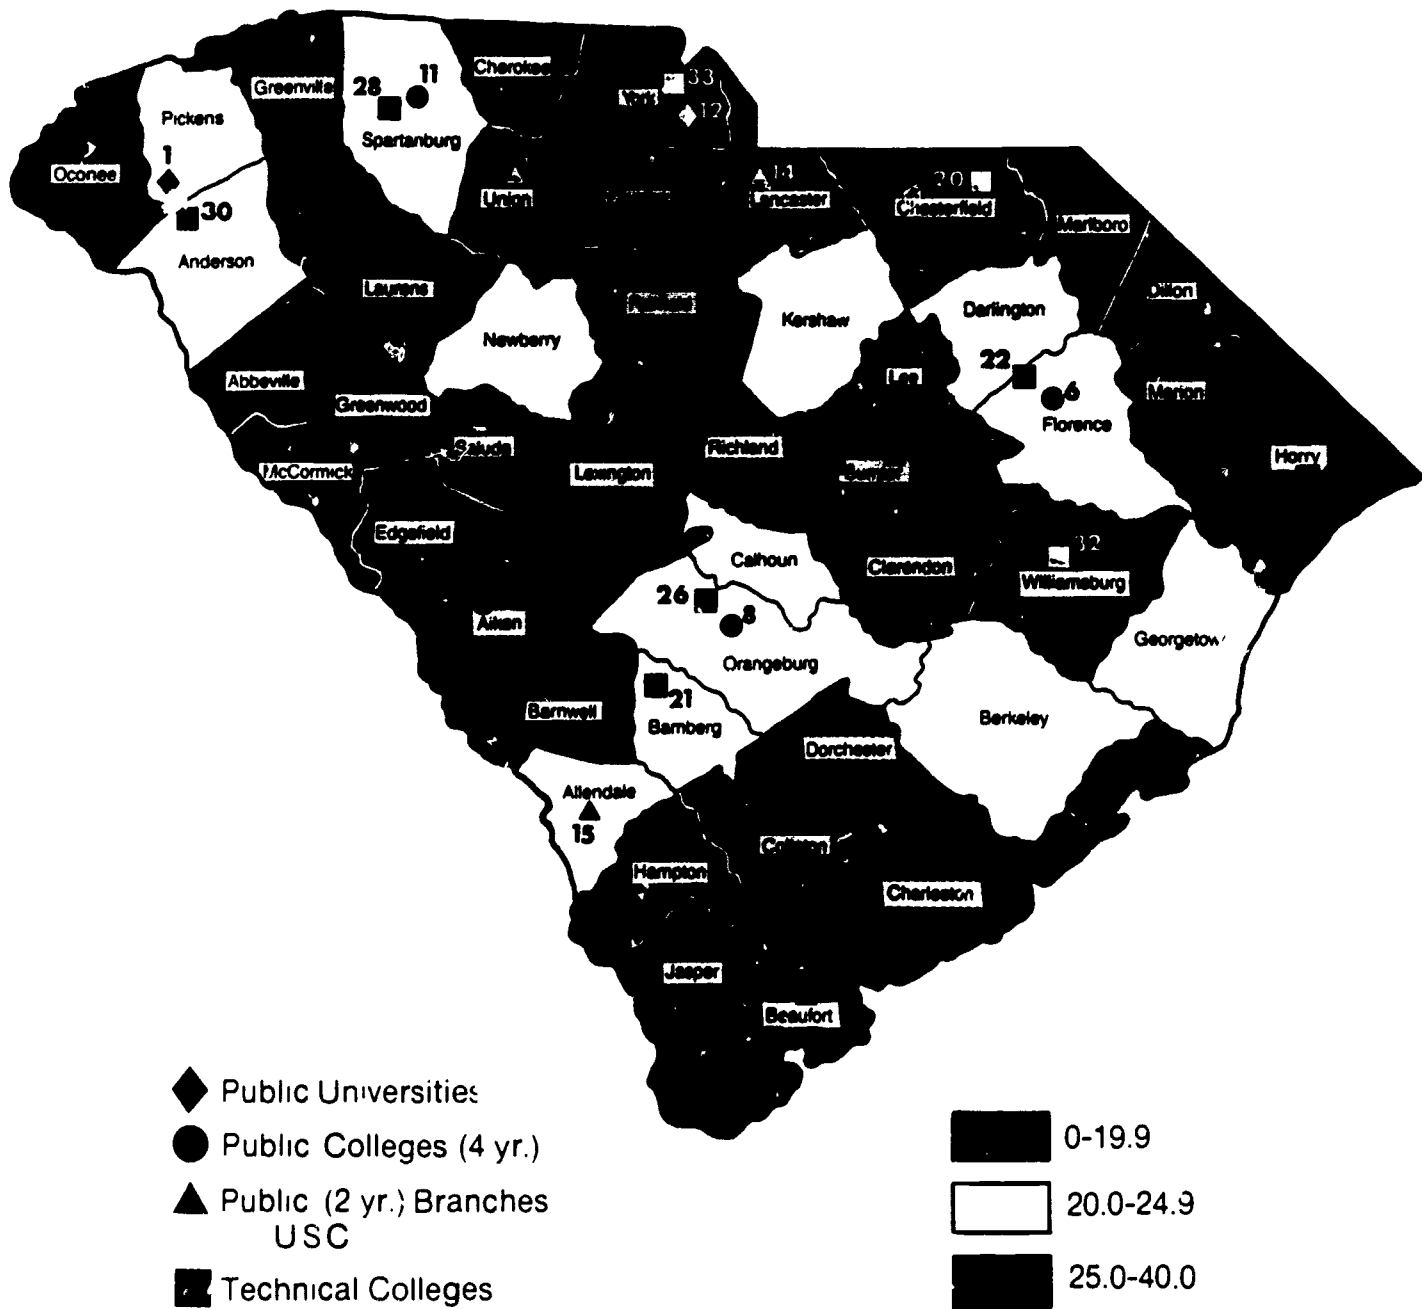 Cherokee
33
Greenville
28
11
York
12
Pickens
Spartanburg
1
Oconee
Union
14
Lancaster
20
Chesterfield
30
Marlboro
Anderson
Laurens
Dillon
Kershaw
Darlington
Newberry
22
Abbeville
Lee
Marion
6
Greenwood
Florence
Saluda
Richland
Horry
McCormick
Lexington
Sumter
Edgefield
32
Calhoun
Clarendon
Williamsburg
26
8
Aiken
Georgetow
Orangeburg
21
Barnwell
Bamberg
Berkeley
Dorchester
Allendale
15
Colleton
Hampton
Charleston
Jasper
Beaufort
Public Universities
Public Colleges (4 yr.)
Public (2 yr.) Branches
USC
Technical Colleges
0-19.9
20.0-24.9
25.0-40.0